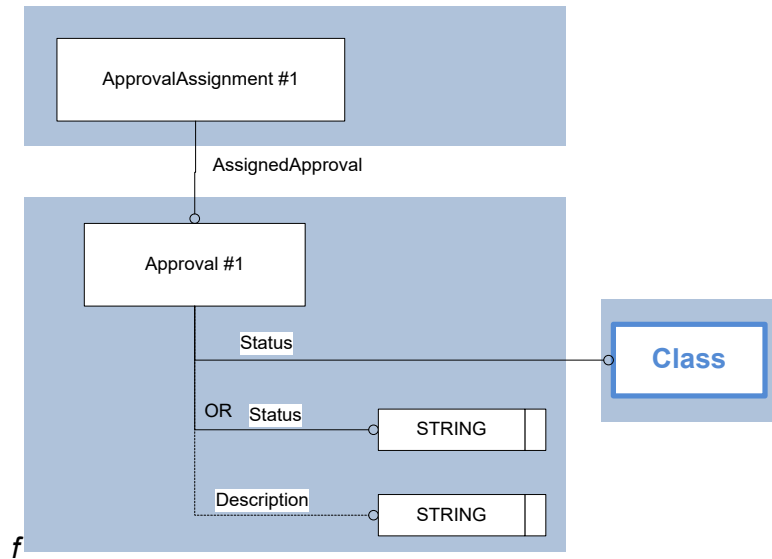 ApprovalAssignment #1
AssignedApproval
Approval #1
Status
Class
OR
Status
STRING
Description
STRING
f